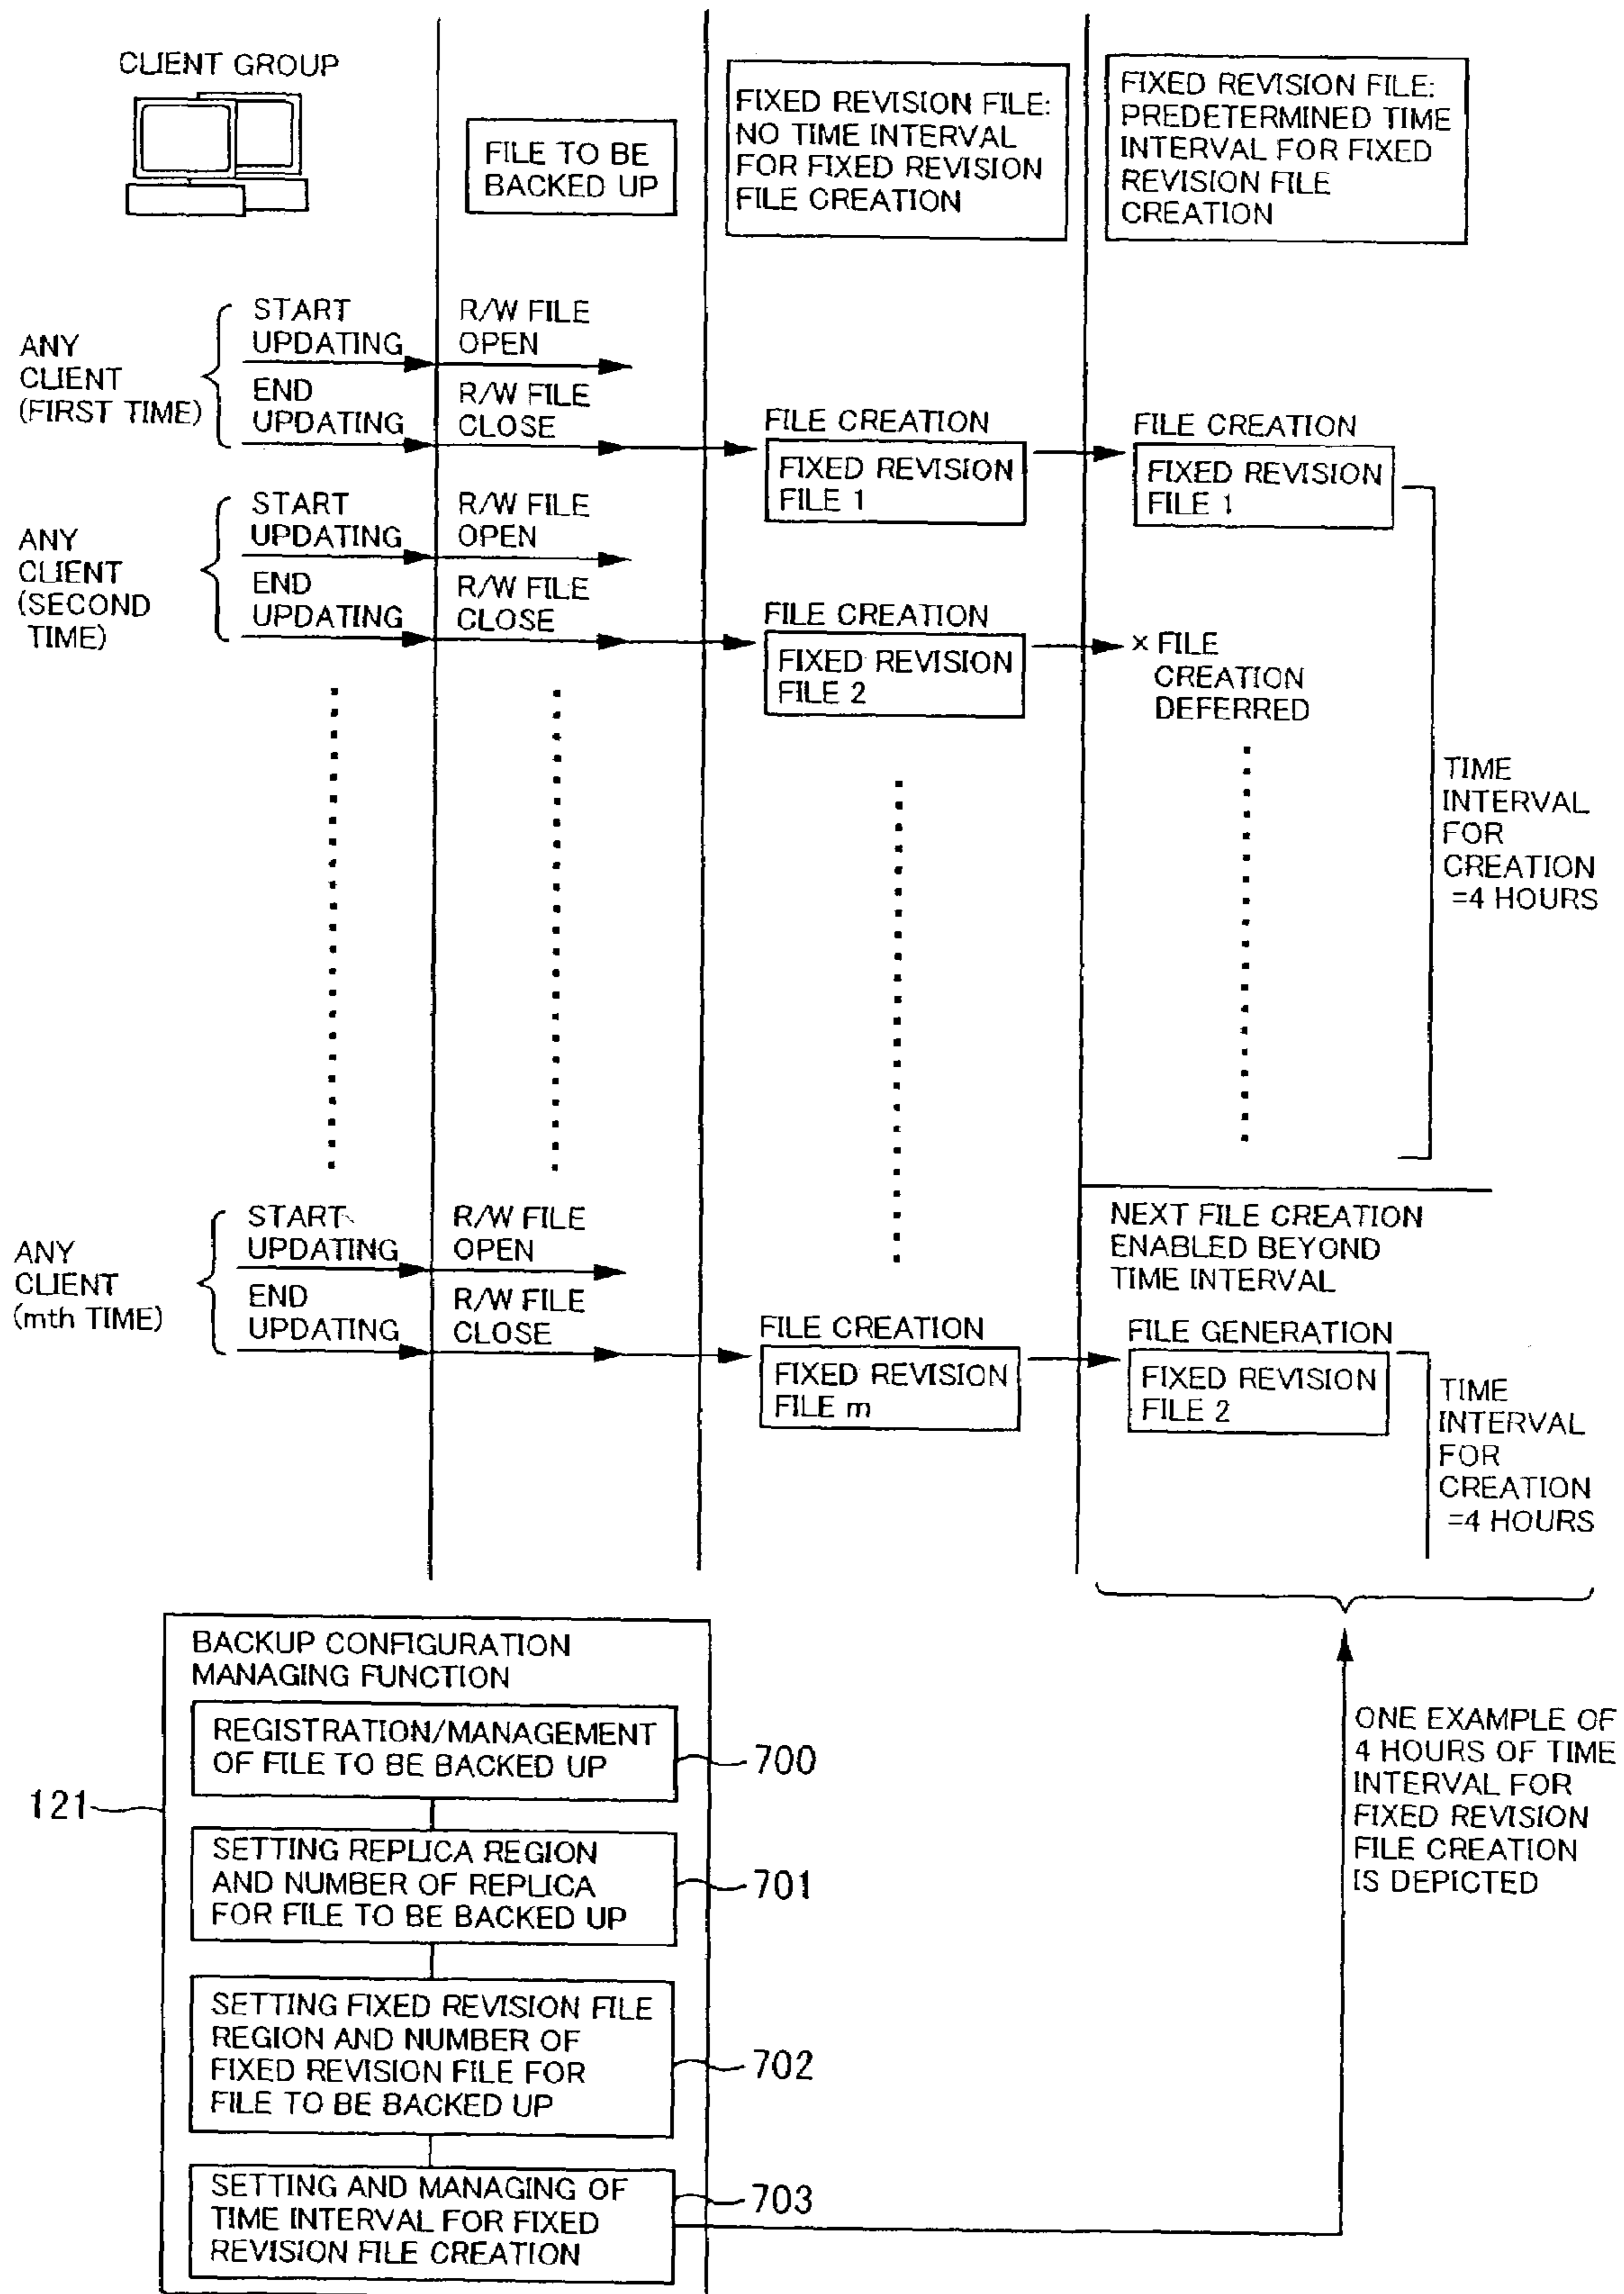 CLIENT GROUP
FILE TO BE
BACKED UP
FIXED REVISION FILE:
NO TIME INTERVAL
FOR FIXED REVISION
FILE CREATION
FIXED REVISION FILE:
PREDETERMINED TIME
INTERVAL FOR FIXED
REVISION FILE
CREATION
ANY
CLIENT
(FIRST TIME)
START
UPDATING
END
UPDATING
R/W FILE
OPEN
R/W FILE
CLOSE
FILE CREATION
FIXED REVISION
FILE 1
FILE CREATION
FIXED REVISION
FILE 1
ANY
CLIENT
(SECOND
TIME)
START
UPDATING
END
UPDATING
R/W FILE
OPEN
R/W FILE
CLOSE
FILE CREATION
FIXED REVISION
FILE 2
× FILE
CREATION
DEFERRED
TIME
INTERVAL
FOR
CREATION
=4 HOURS
ANY
CLIENT
(mth TIME)
START
UPDATING
END
UPDATING
R/W FILE
OPEN
R/W FILE
CLOSE
FILE CREATION
FIXED REVISION
FILE m
NEXT FILE CREATION
ENABLED BEYOND
TIME INTERVAL
FILE GENERATION
FIXED REVISION
FILE 2
TIME
INTERVAL
FOR
CREATION
=4 HOURS
121
BACKUP CONFIGURATION
MANAGING FUNCTION
REGISTRATION/MANAGEMENT
OF FILE TO BE BACKED UP
700
SETTING REPLICA REGION
AND NUMBER OF REPLICA
FOR FILE TO BE BACKED UP
701
SETTING FIXED REVISION FILE
REGION AND NUMBER OF
FIXED REVISION FILE FOR
FILE TO BE BACKED UP
702
SETTING AND MANAGING OF
TIME INTERVAL FOR FIXED
REVISION FILE CREATION
703
ONE EXAMPLE OF
4 HOURS OF TIME
INTERVAL FOR
FIXED REVISION
FILE CREATION
IS DEPICTED